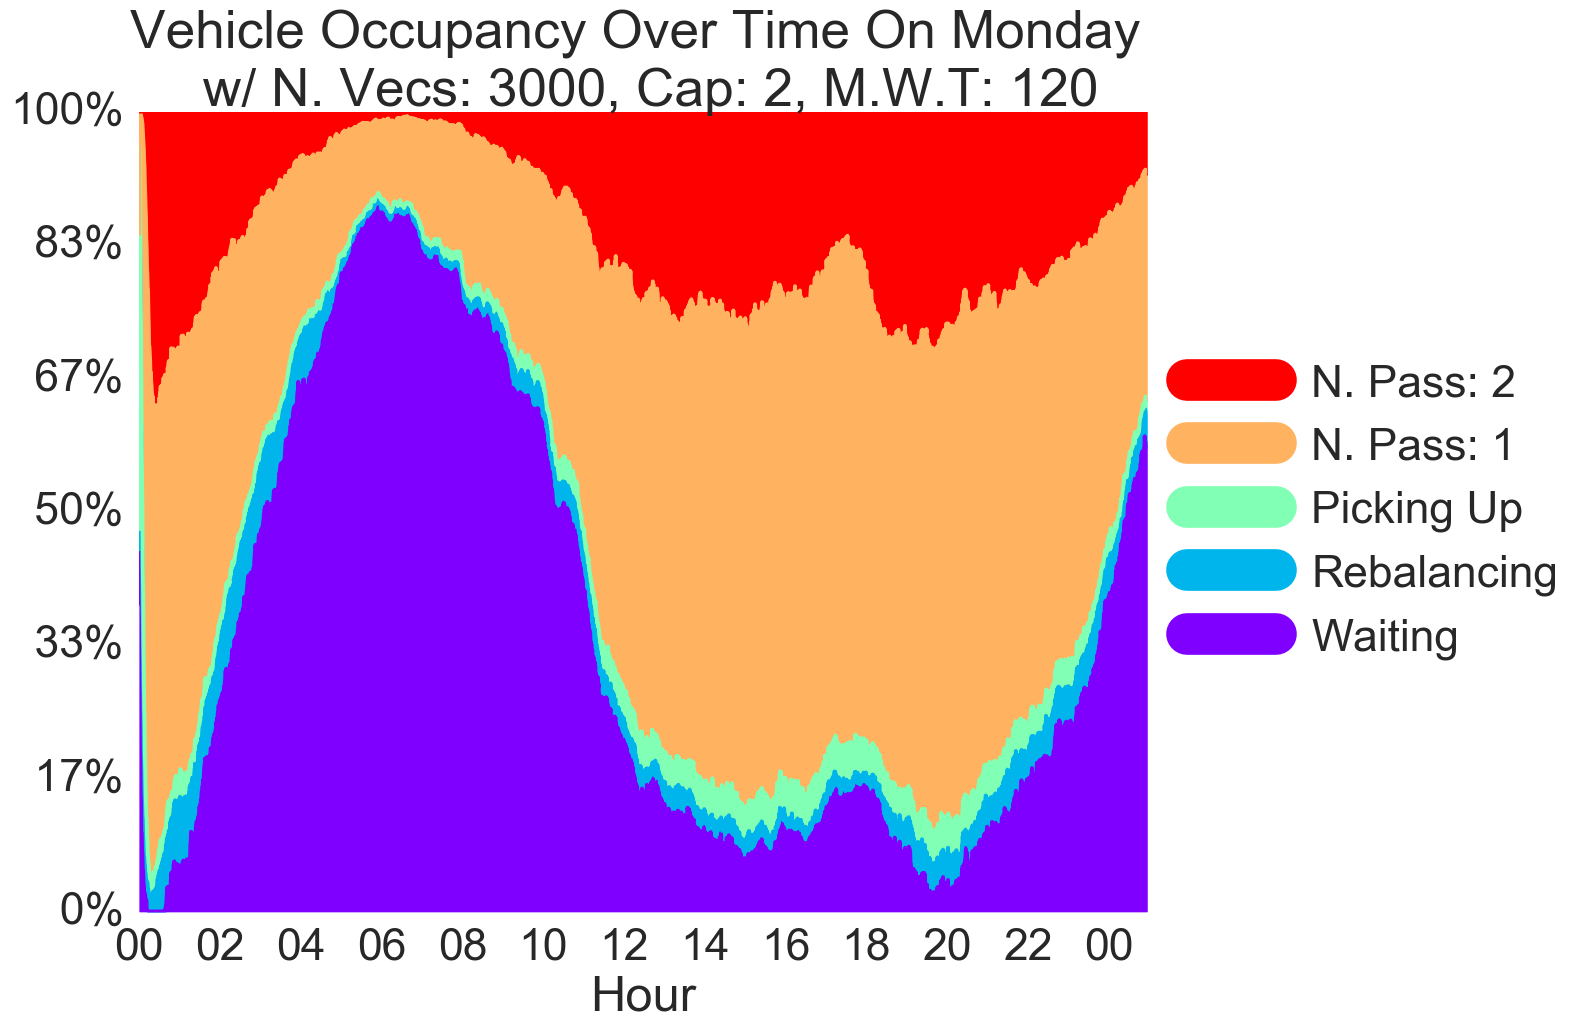 Vehicle Occupancy Over Time On Monday
w/ N. Vecs: 3000, Cap: 2, M.W.T: 120
100%
83%
67%
50%
33%
17%
0%
00 02 04 06 08 10 12 14 16 18 20 22 00
Hour
N. Pass: 2
N. Pass: 1
Picking Up
Rebalancing
Waiting